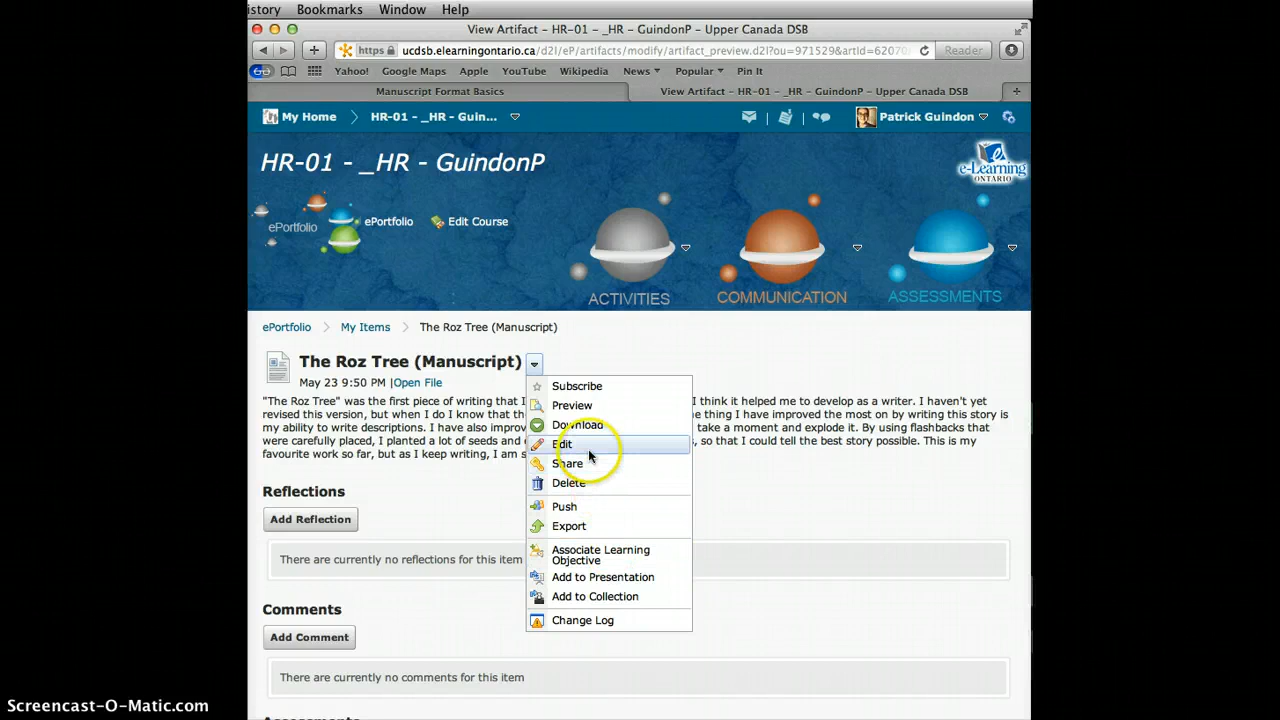 istory Bookmarks Window Help
View Artifact - HR-01 - _HR - GuindonP - Upper Canada DSB
https ucdsb.elearningontario.ca/d2l/eP/artifacts/modify/artifact_preview.d2l?ou=971529&artId=62070 Reader
Yahoo! Google Maps Apple YouTube Wikipedia News Popular Pin It
Manuscript Format Basics View Artifact - HR-01 - _HR - GuindonP - Upper Canada DSB
My Home HR-01 - _HR - Guin... Patrick Guindon
HR-01 - _HR - GuindonP
e-Learning
ONTARIO
ePortfolio ePortfolio Edit Course
ACTIVITIES COMMUNICATION ASSESSMENTS
ePortfolio My Items The Roz Tree (Manuscript)
The Roz Tree (Manuscript)
May 23 9:50 PM |Open File
"The Roz Tree" was the first piece of writing that I I think it helped me to develop as a writer. I haven't yet
revised this version, but when I do I know that the thing I have improved the most on by writing this story is
my ability to write descriptions. I have also improv take a moment and explode it. By using flashbacks that
were carefully placed, I planted a lot of seeds and so that I could tell the best story possible. This is my
favourite work so far, but as I keep writing, I am s
Subscribe
Preview
Download
Edit
Share
Delete
Push
Export
Associate Learning
Objective
Add to Presentation
Add to Collection
Change Log
Reflections
Add Reflection
There are currently no reflections for this item
Comments
Add Comment
There are currently no comments for this item
Screencast-O-Matic.com